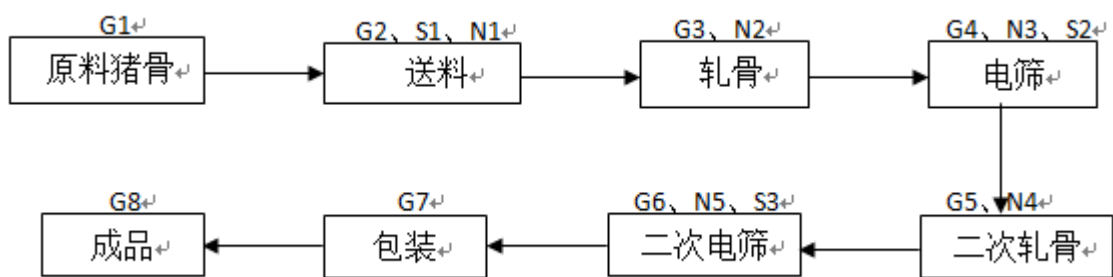 G1↵
原料猪骨↵
G2、S1、N1↵
送料↵
G3、N2↵
轧骨↵
G4、N3、S2↵
电筛↵
G5、N4↵
二次轧骨↵
G6、N5、S3↵
二次电筛↵
G7↵
包装↵
G8↵
成品↵